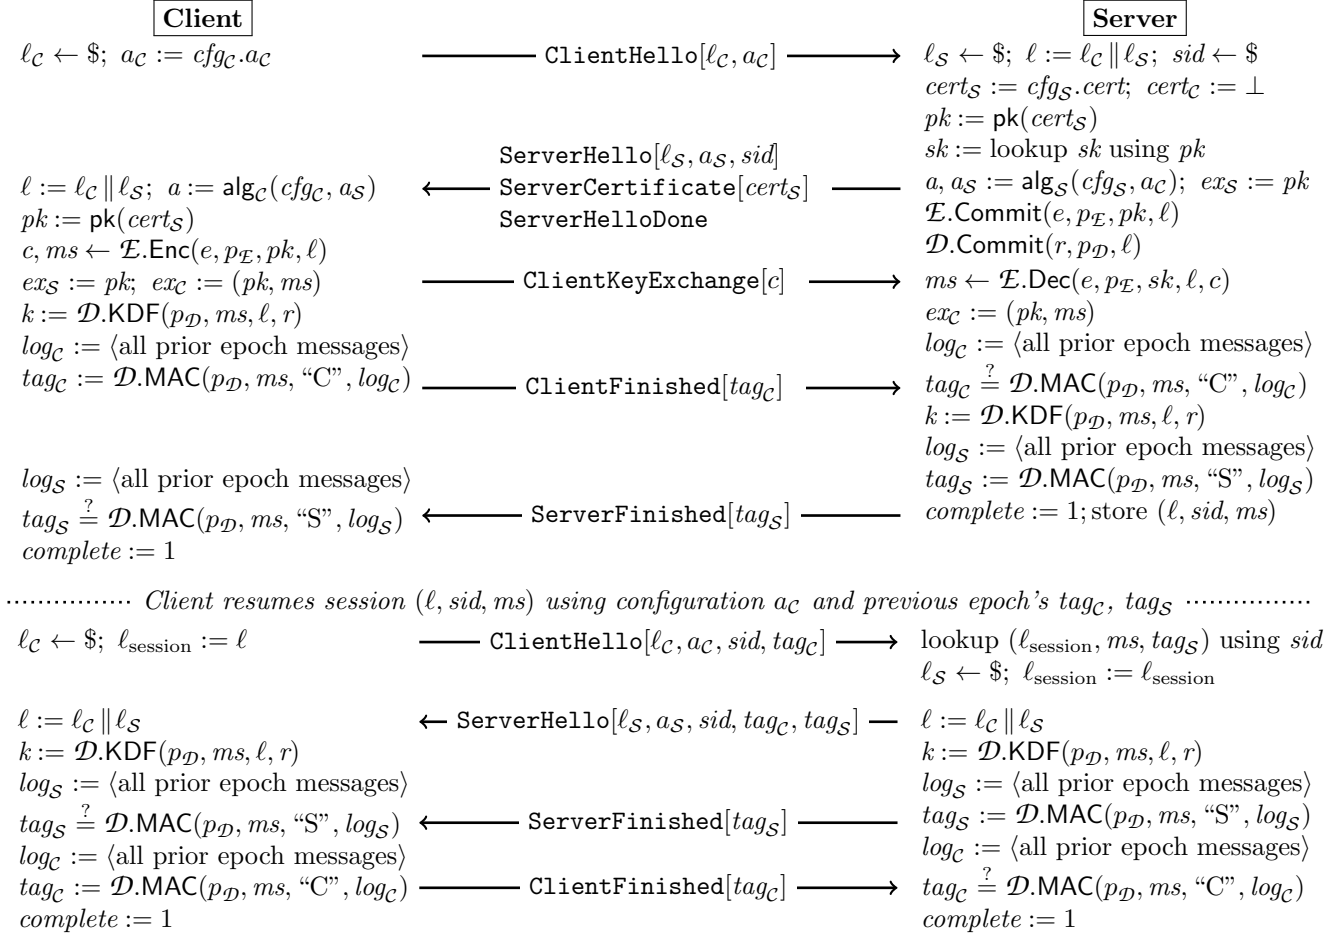 Client Server
ℓ_C ← $; a_C := cfg_C.a_C ClientHello[ℓ_C, a_C] ℓ_S ← $; ℓ := ℓ_C ∥ ℓ_S; sid ← $
cert_S := cfg_S.cert; cert_C := ⊥
pk := pk(cert_S)
ServerHello[ℓ_S, a_S, sid] sk := lookup sk using pk
ℓ := ℓ_C ∥ ℓ_S; a := alg_C(cfg_C, a_S) ServerCertificate[cert_S] a, a_S := alg_S(cfg_S, a_C); ex_S := pk
pk := pk(cert_S) ServerHelloDone ℰ.Commit(e, p_ℰ, pk, ℓ)
c, ms ← ℰ.Enc(e, p_ℰ, pk, ℓ) 𝒟.Commit(r, p_𝒟, ℓ)
ex_S := pk; ex_C := (pk, ms) ClientKeyExchange[c] ms ← ℰ.Dec(e, p_ℰ, sk, ℓ, c)
k := 𝒟.KDF(p_𝒟, ms, ℓ, r) ex_C := (pk, ms)
log_C := ⟨all prior epoch messages⟩ log_C := ⟨all prior epoch messages⟩
tag_C := 𝒟.MAC(p_𝒟, ms, “C”, log_C) ClientFinished[tag_C] tag_C ≟ 𝒟.MAC(p_𝒟, ms, “C”, log_C)
k := 𝒟.KDF(p_𝒟, ms, ℓ, r)
log_S := ⟨all prior epoch messages⟩
log_S := ⟨all prior epoch messages⟩ tag_S := 𝒟.MAC(p_𝒟, ms, “S”, log_S)
tag_S ≟ 𝒟.MAC(p_𝒟, ms, “S”, log_S) ServerFinished[tag_S] complete := 1; store (ℓ, sid, ms)
complete := 1
Client resumes session (ℓ, sid, ms) using configuration a_C and previous epoch's tag_C, tag_S
ℓ_C ← $; ℓ_session := ℓ ClientHello[ℓ_C, a_C, sid, tag_C] lookup (ℓ_session, ms, tag_S) using sid
ℓ_S ← $; ℓ_session := ℓ_session
ℓ := ℓ_C ∥ ℓ_S ServerHello[ℓ_S, a_S, sid, tag_C, tag_S] ℓ := ℓ_C ∥ ℓ_S
k := 𝒟.KDF(p_𝒟, ms, ℓ, r) k := 𝒟.KDF(p_𝒟, ms, ℓ, r)
log_S := ⟨all prior epoch messages⟩ log_S := ⟨all prior epoch messages⟩
tag_S ≟ 𝒟.MAC(p_𝒟, ms, “S”, log_S) ServerFinished[tag_S] tag_S := 𝒟.MAC(p_𝒟, ms, “S”, log_S)
log_C := ⟨all prior epoch messages⟩ log_C := ⟨all prior epoch messages⟩
tag_C := 𝒟.MAC(p_𝒟, ms, “C”, log_C) ClientFinished[tag_C] tag_C ≟ 𝒟.MAC(p_𝒟, ms, “C”, log_C)
complete := 1 complete := 1